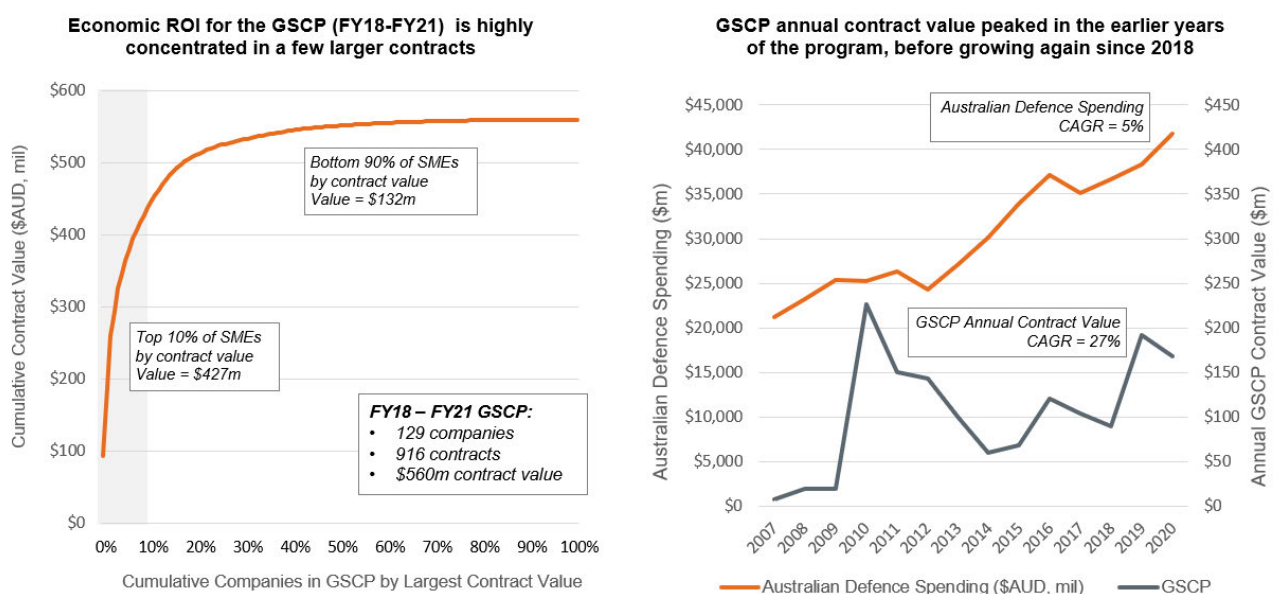 Economic ROI for the GSCP (FY18-FY21) is highly
concentrated in a few larger contracts
Cumulative Contract Value ($AUD, mil)
$600
$500
$400
$300
$200
$100
$0
Bottom 90% of SMEs
by contract value
Value = $132m
Top 10% of SMEs
by contract value
Value = $427m
FY18 – FY21 GSCP:
• 129 companies
• 916 contracts
• $560m contract value
0% 10% 20% 30% 40% 50% 60% 70% 80% 90% 100%
Cumulative Companies in GSCP by Largest Contract Value
GSCP annual contract value peaked in the earlier years
of the program, before growing again since 2018
Australian Defence Spending ($m)
$45,000
$40,000
$35,000
$30,000
$25,000
$20,000
$15,000
$10,000
$5,000
$0
Australian Defence Spending
CAGR = 5%
GSCP Annual Contract Value
CAGR = 27%
$450
$400
$350
$300
$250
$200
$150
$100
$50
$0
Annual GSCP Contract Value ($m)
2007 2008 2009 2010 2011 2012 2013 2014 2015 2016 2017 2018 2019 2020
Australian Defence Spending ($AUD, mil) GSCP